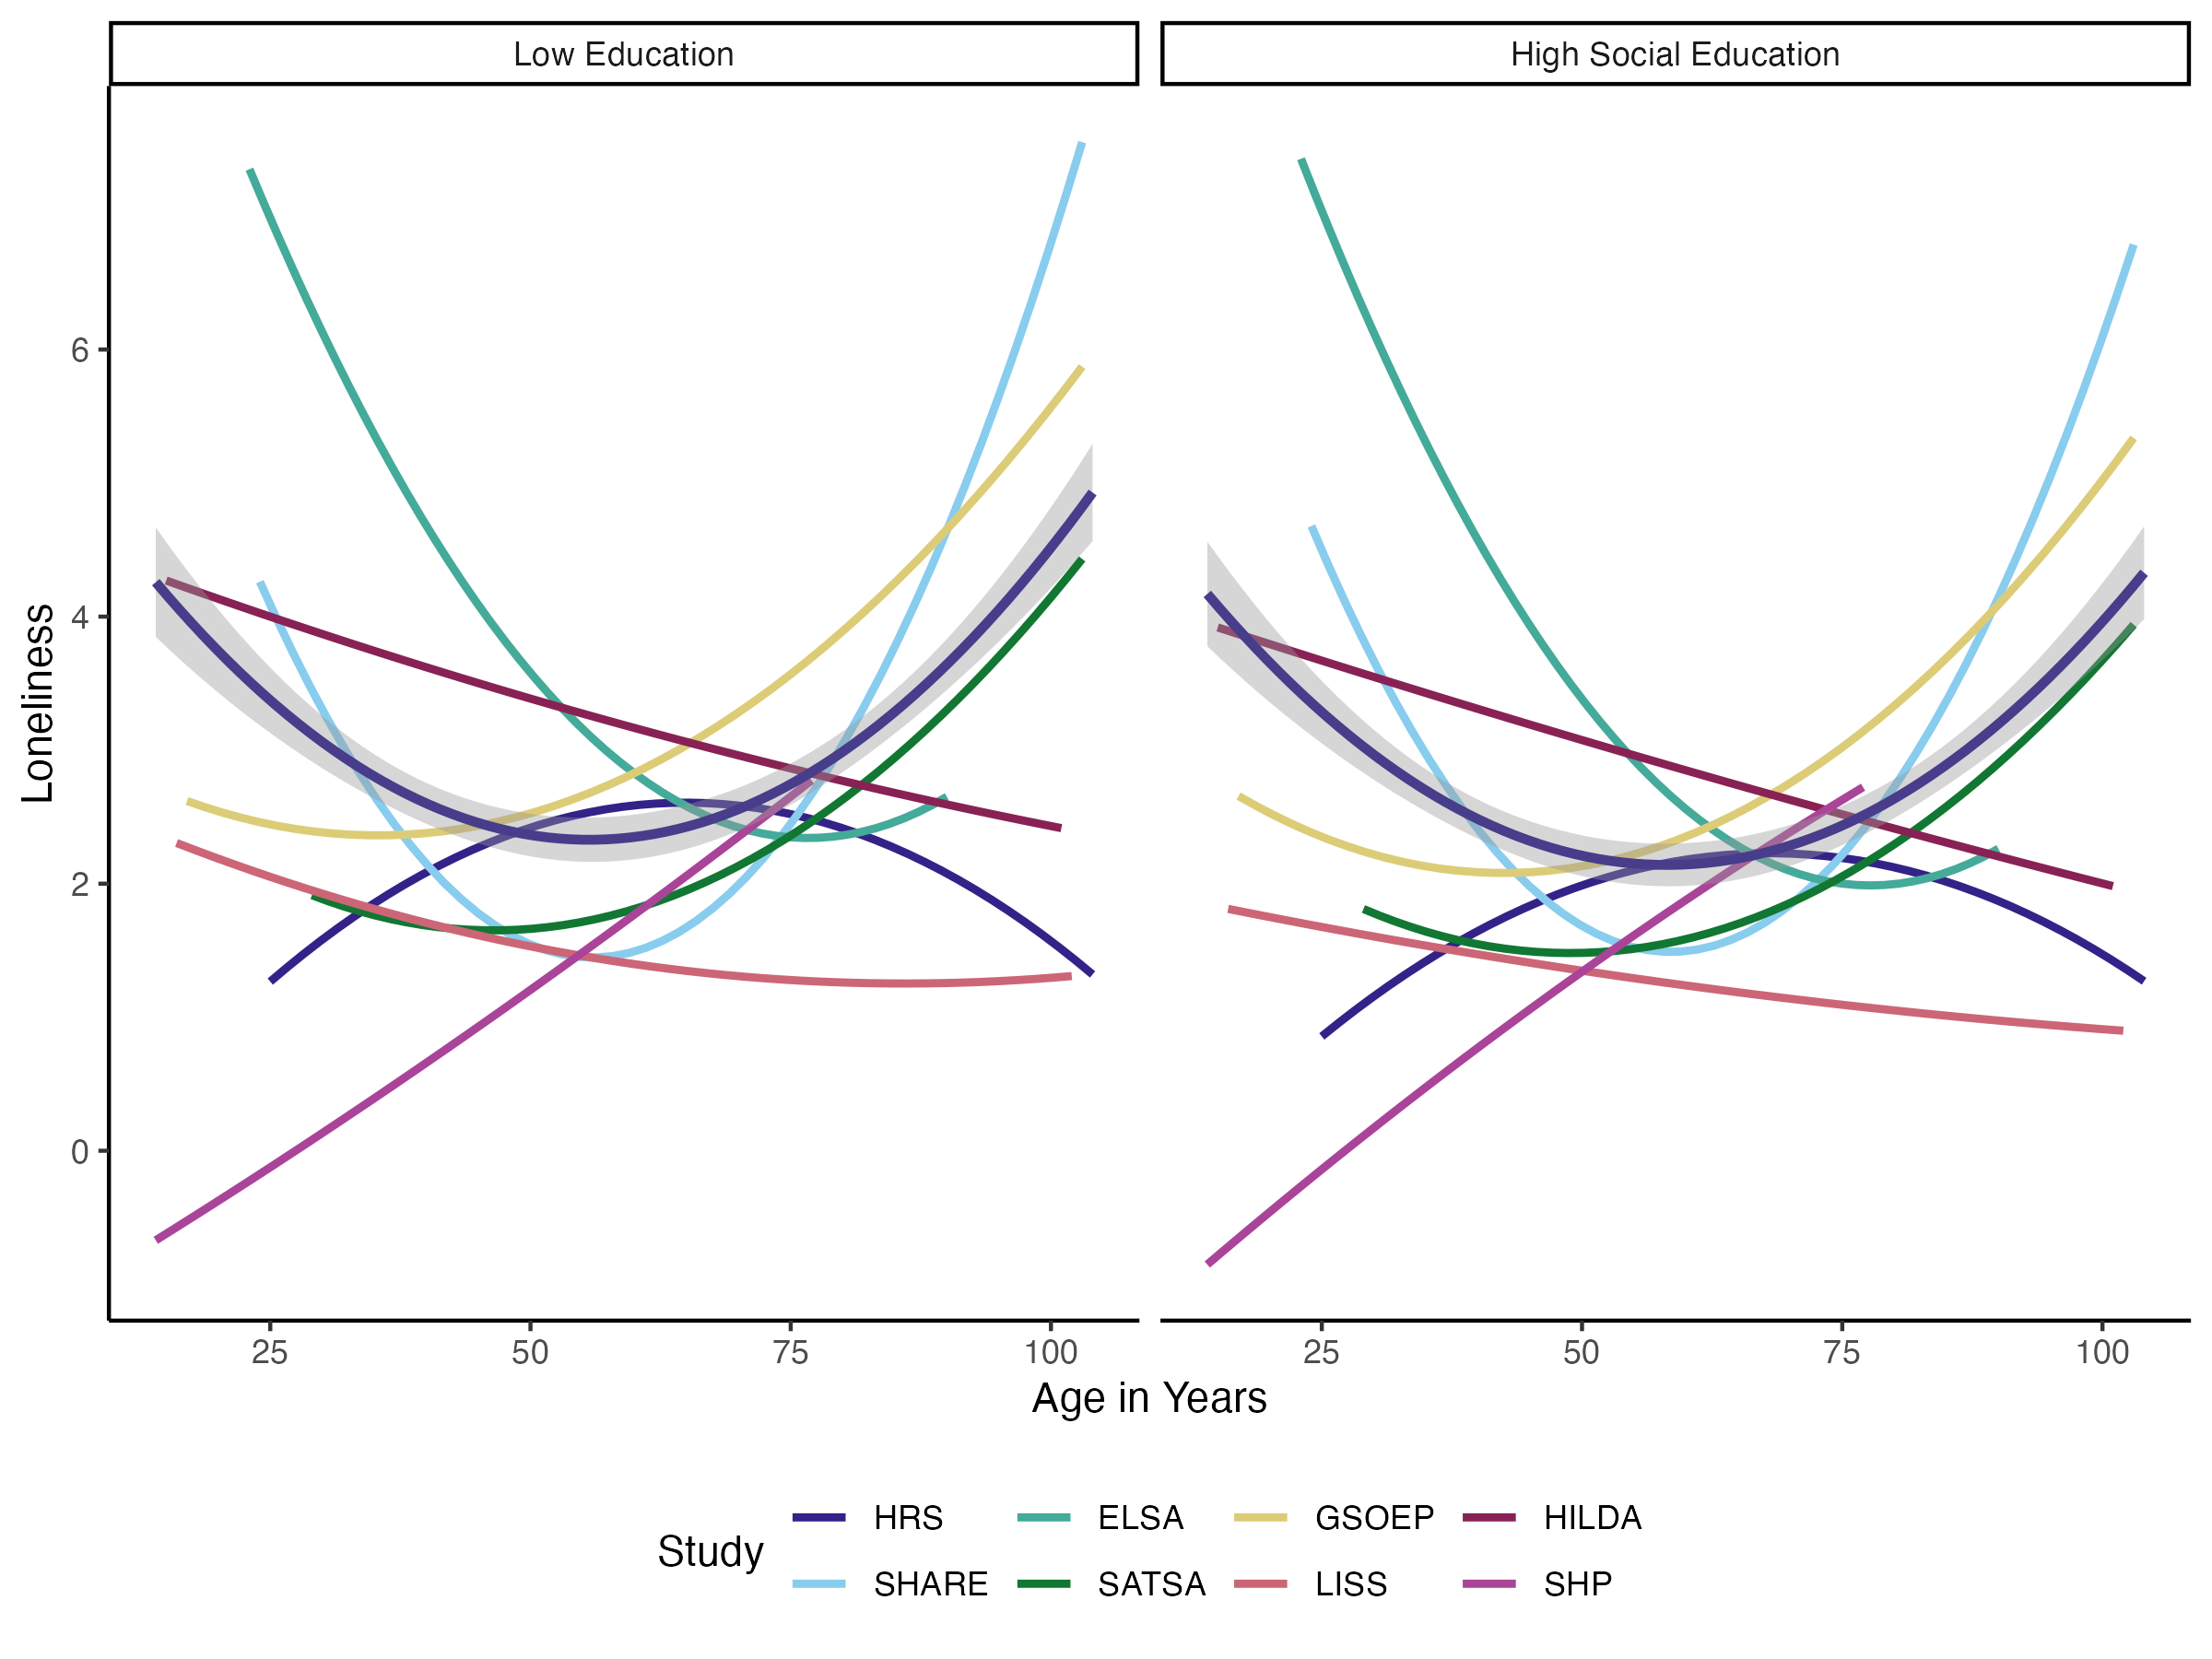 Low Education
High Social Education
Loneliness
6
4
2
0
25 50 75 100
25 50 75 100
Age in Years
Study
HRS ELSA GSOEP HILDA
SHARE SATSA LISS SHP